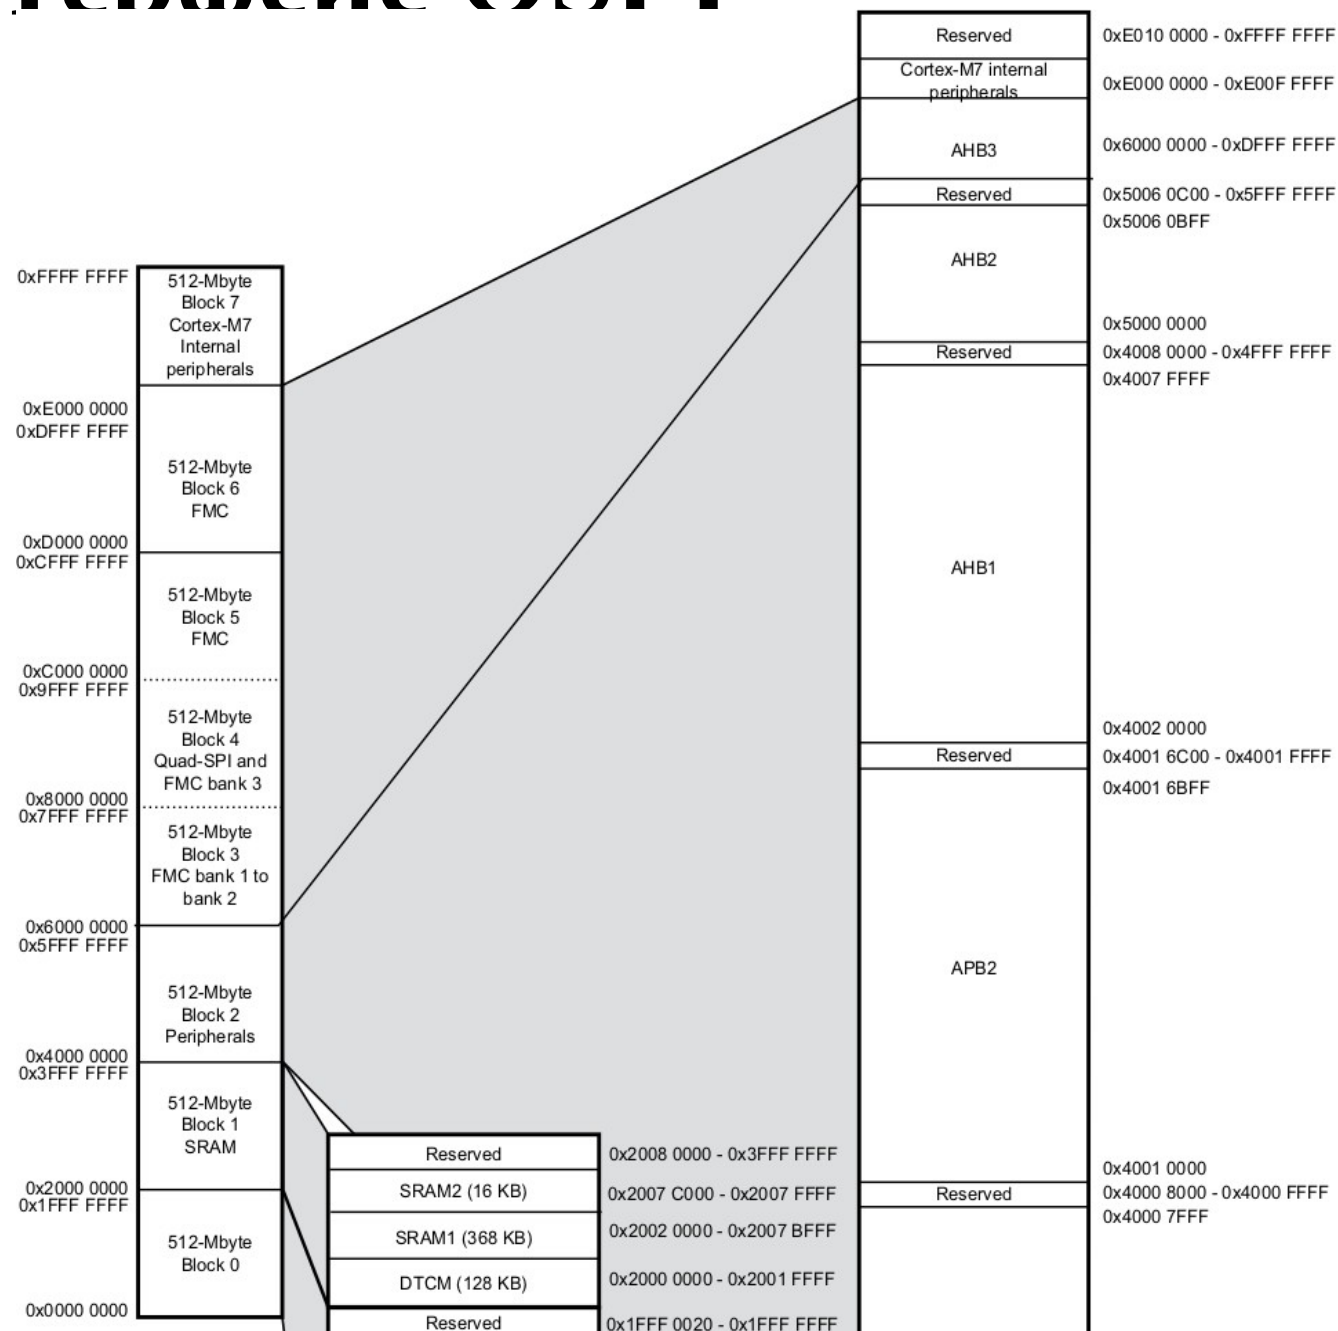 Reserved
0xE010 0000 - 0xFFFF FFFF
Cortex-M7 internal
peripherals
0xE000 0000 - 0xE00F FFFF
AHB3
0x6000 0000 - 0xDFFF FFFF
Reserved
0x5006 0C00 - 0x5FFF FFFF
0x5006 0BFF
AHB2
0x5000 0000
Reserved
0x4008 0000 - 0x4FFF FFFF
0x4007 FFFF
AHB1
0x4002 0000
Reserved
0x4001 6C00 - 0x4001 FFFF
0x4001 6BFF
APB2
0x4001 0000
Reserved
0x4000 8000 - 0x4000 FFFF
0x4000 7FFF
0xFFFF FFFF
512-Mbyte
Block 7
Cortex-M7
Internal
peripherals
0xE000 0000
0xDFFF FFFF
512-Mbyte
Block 6
FMC
0xD000 0000
0xCFFF FFFF
512-Mbyte
Block 5
FMC
0xC000 0000
0x9FFF FFFF
512-Mbyte
Block 4
Quad-SPI and
FMC bank 3
0x8000 0000
0x7FFF FFFF
512-Mbyte
Block 3
FMC bank 1 to
bank 2
0x6000 0000
0x5FFF FFFF
512-Mbyte
Block 2
Peripherals
0x4000 0000
0x3FFF FFFF
512-Mbyte
Block 1
SRAM
0x2000 0000
0x1FFF FFFF
512-Mbyte
Block 0
0x0000 0000
Reserved
0x2008 0000 - 0x3FFF FFFF
SRAM2 (16 KB)
0x2007 C000 - 0x2007 FFFF
SRAM1 (368 KB)
0x2002 0000 - 0x2007 BFFF
DTCM (128 KB)
0x2000 0000 - 0x2001 FFFF
Reserved
0x1FFF 0020 - 0x1FFF FFFF